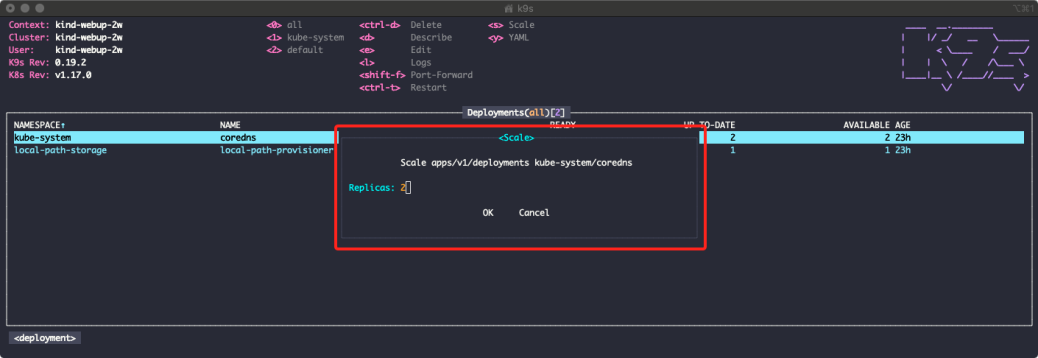 k9s
⌥⌘1
Context: kind-webup-2w <0> all <ctrl-d> Delete <s> Scale
Cluster: kind-webup-2w <1> kube-system <d> Describe <y> YAML
User: kind-webup-2w <2> default <e> Edit
K9s Rev: 0.19.2 <l> Logs
K8s Rev: v1.17.0 <shift-f> Port-Forward
<ctrl-t> Restart
Deployments(all)[2]
NAMESPACE↑ NAME READY UP-TO-DATE AVAILABLE AGE
kube-system coredns 2 2 23h
local-path-storage local-path-provisioner 1 1 23h
<Scale>
Scale apps/v1/deployments kube-system/coredns
Replicas: 2
OK Cancel
<deployment>